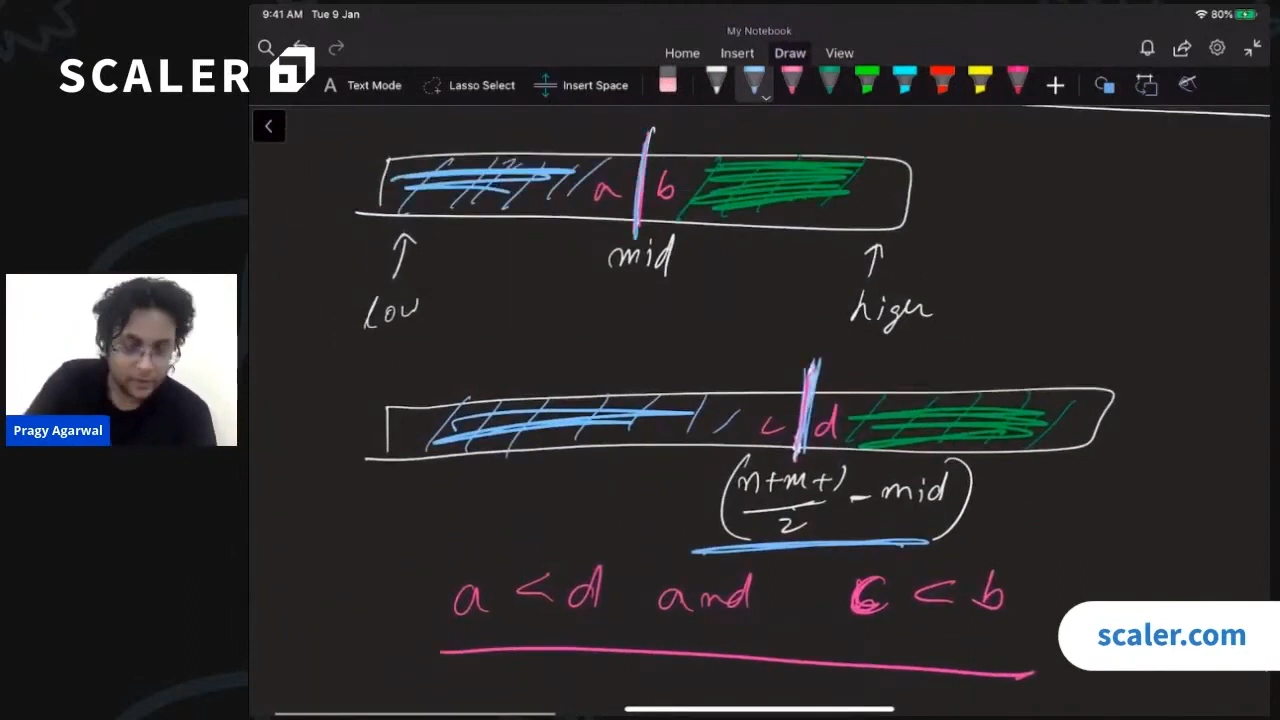 9:41 AM Tue 9 Jan
80%
My Notebook
SCALER
Home Insert Draw View
A Text Mode Lasso Select Insert Space
a b
mid
low
higer
c d
(n+m+1)/2 - mid
Pragy Agarwal
a < d and c < b
scaler.com